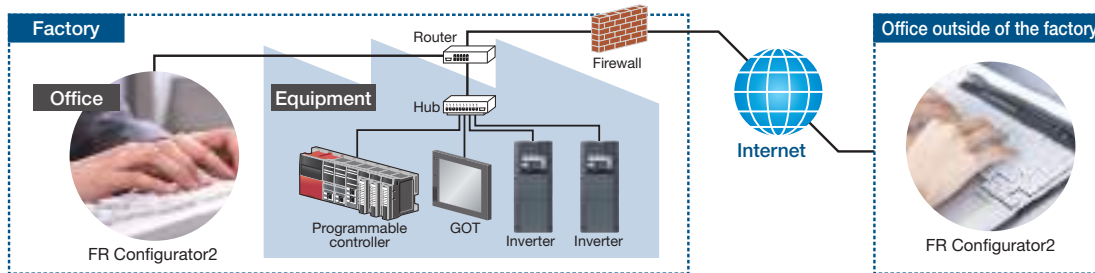 Factory
Office
FR Configurator2
Equipment
Router
Hub
Programmable
controller
GOT
Inverter
Inverter
Firewall
Internet
Office outside of the factory
FR Configurator2